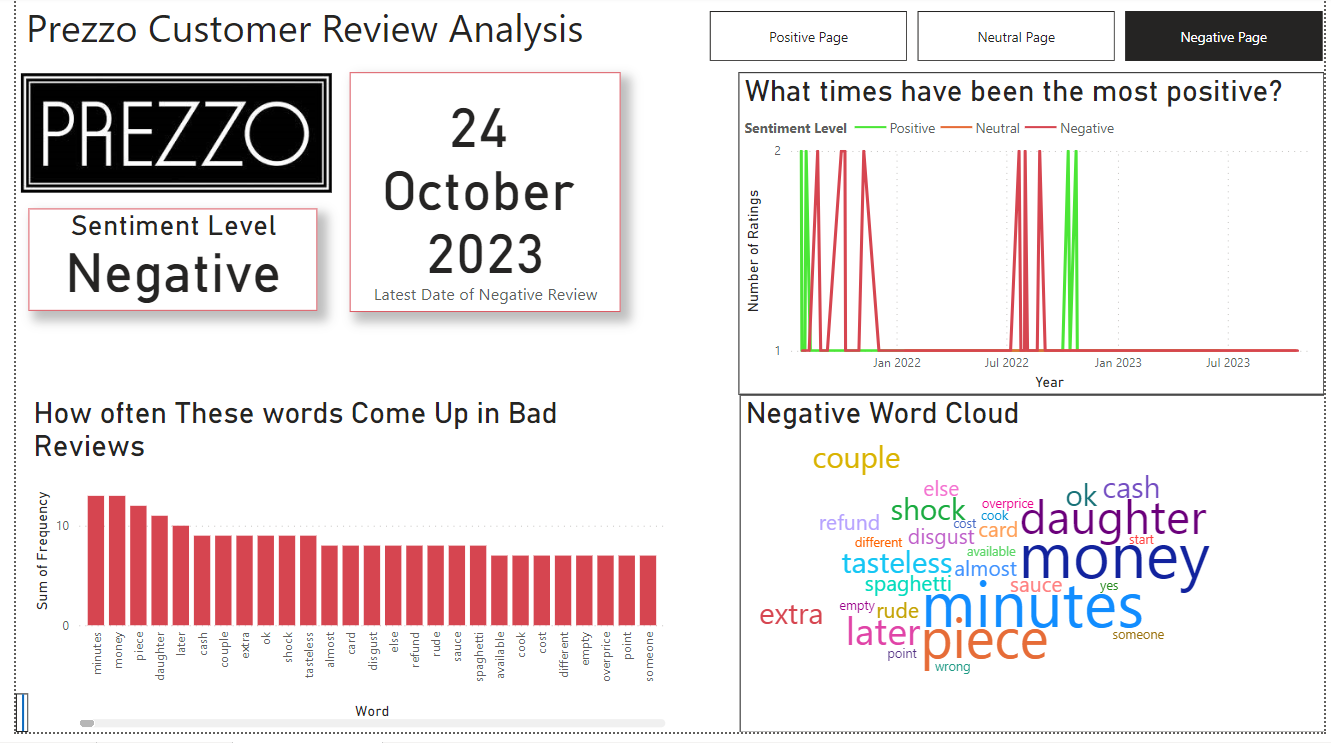 Prezzo Customer Review Analysis
Positive Page
Neutral Page
Negative Page
PREZZO
Sentiment Level
Negative
24
October
2023
Latest Date of Negative Review
What times have been the most positive?
Sentiment Level Positive Neutral Negative
Number of Ratings
2
1
Jan 2022 Jul 2022 Jan 2023 Jul 2023
Year
How often These words Come Up in Bad
Reviews
Sum of Frequency
10
0
minutes
money
piece
daughter
later
cash
couple
extra
ok
shock
tasteless
almost
card
disgust
else
refund
rude
sauce
spaghetti
available
cook
cost
different
empty
overprice
point
someone
Word
Negative Word Cloud
couple
else
ok
cash
shock
overprice
cook
daughter
refund
cost
card
disgust
different
start
available
money
tasteless
almost
spaghetti
sauce
yes
minutes
extra
empty
rude
later
piece
someone
point
wrong